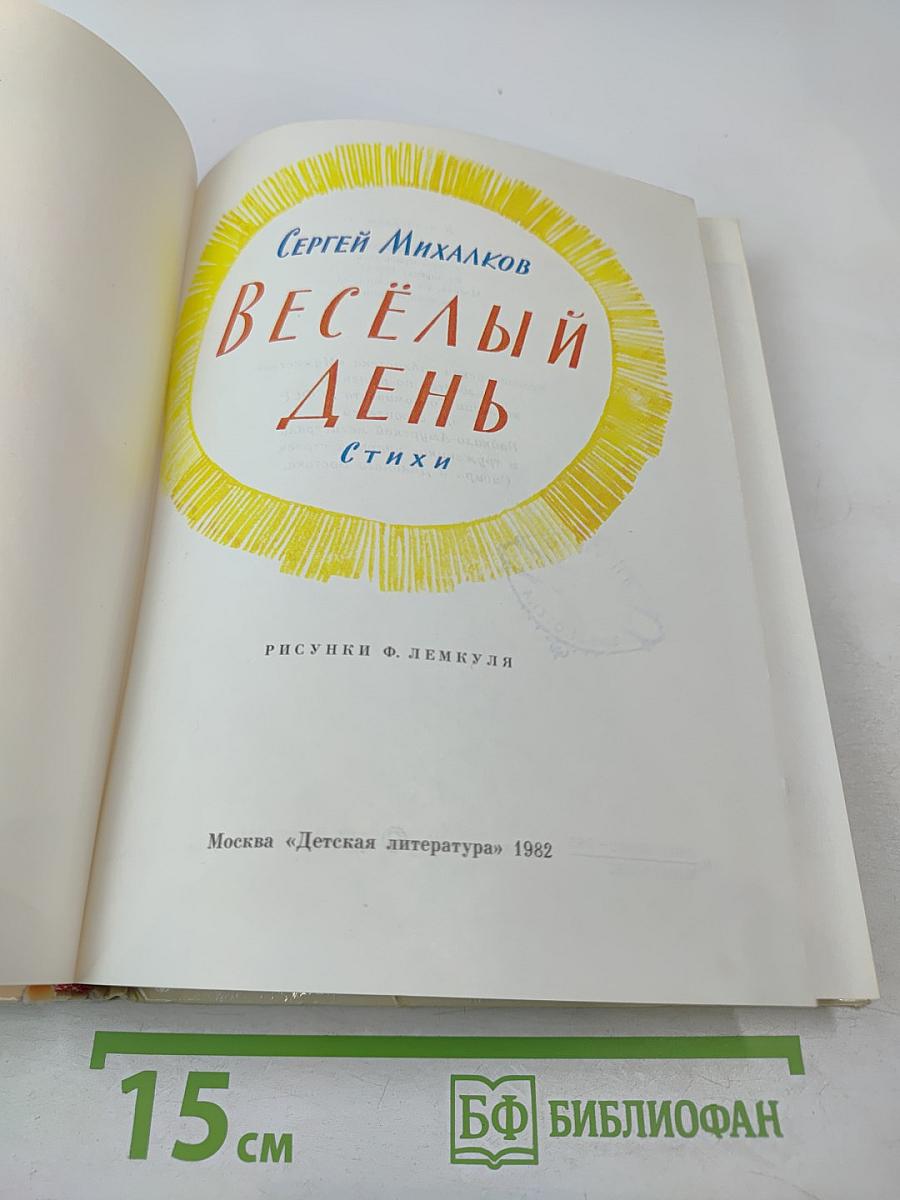 Сергей Михалков
Весёлый
день
Стихи
РИСУНКИ Ф. ЛЕМКУЛЯ
Москва «Детская литература» 1982
15 см
БФ БИБЛИОФАН